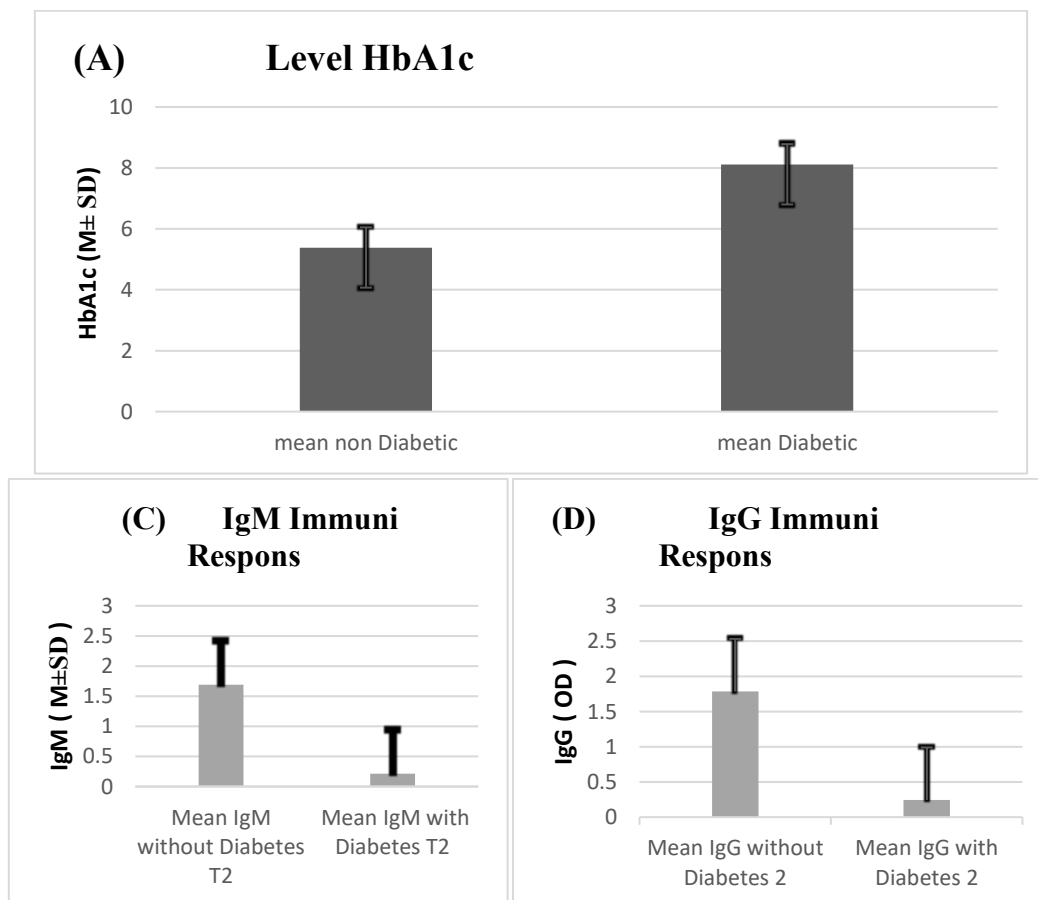 (A) Level HbA1c
HbA1c (M± SD)
10
8
6
4
2
0
mean non Diabetic
mean Diabetic
(C) IgM Immuni
Respons
IgM ( M±SD )
3
2.5
2
1.5
1
0.5
0
Mean IgM
without Diabetes
T2
Mean IgM with
Diabetes T2
(D) IgG Immuni
Respons
IgG ( OD )
3
2.5
2
1.5
1
0.5
0
Mean IgG without
Diabetes 2
Mean IgG with
Diabetes 2